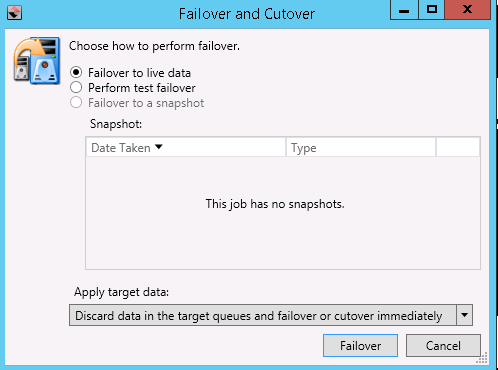 Failover and Cutover
Choose how to perform failover.
Failover to live data
Perform test failover
Failover to a snapshot
Snapshot:
Date Taken Type
This job has no snapshots.
Apply target data:
Discard data in the target queues and failover or cutover immediately
Failover Cancel